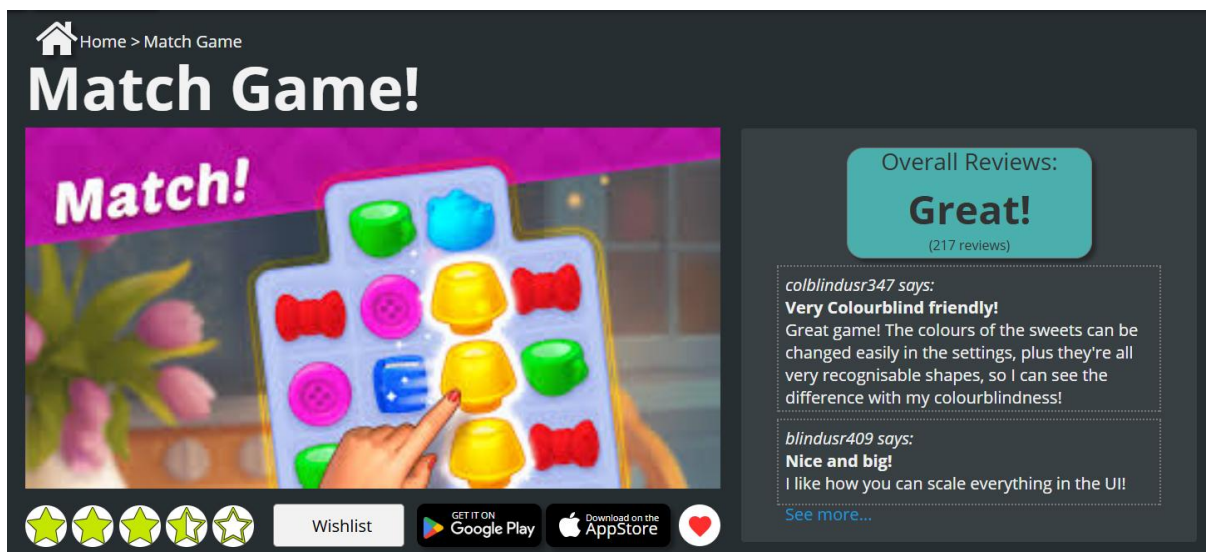 Home > Match Game
Match Game!
Match!
Wishlist
GET IT ON
Google Play
Download on the
AppStore
Overall Reviews:
Great!
(217 reviews)
colblindusr347 says:
Very Colourblind friendly!
Great game! The colours of the sweets can be
changed easily in the settings, plus they're all
very recognisable shapes, so I can see the
difference with my colourblindness!
blindusr409 says:
Nice and big!
I like how you can scale everything in the UI!
See more...